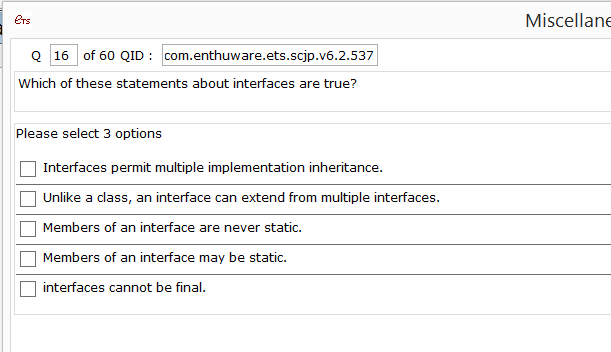 ETS Miscellane
Q 16 of 60 QID : com.enthuware.ets.scjp.v6.2.537
Which of these statements about interfaces are true?
Please select 3 options
Interfaces permit multiple implementation inheritance.
Unlike a class, an interface can extend from multiple interfaces.
Members of an interface are never static.
Members of an interface may be static.
interfaces cannot be final.